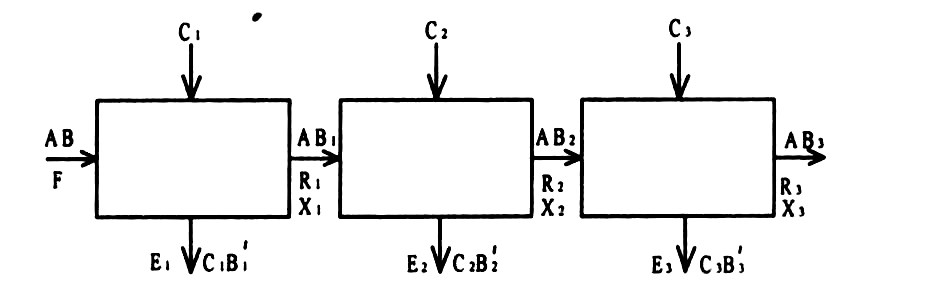 C₁ C₂ C₃
AB AB₁ AB₂ AB₃
F R₁ R₂ R₃
X₁ X₂ X₃
E₁ C₁B₁′ E₂ C₂B₂′ E₃ C₃B₃′